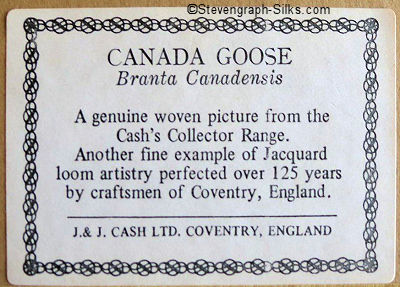 ©Stevengraph-Silks.com
CANADA GOOSE
Branta Canadensis
A genuine woven picture from the
Cash's Collector Range.
Another fine example of Jacquard
loom artistry perfected over 125 years
by craftsmen of Coventry, England.
J.& J. CASH LTD. COVENTRY, ENGLAND